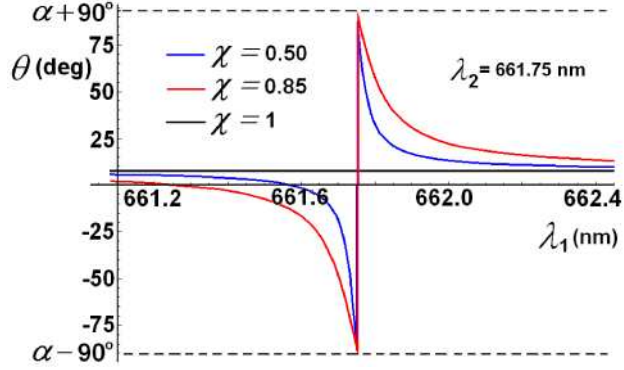 α+90°
75
θ (deg)
χ = 0.50
λ2 = 661.75 nm
50
χ = 0.85
25
χ = 1
661.2
661.6
662.0
662.4
-25
λ1 (nm)
-50
-75
α−90°